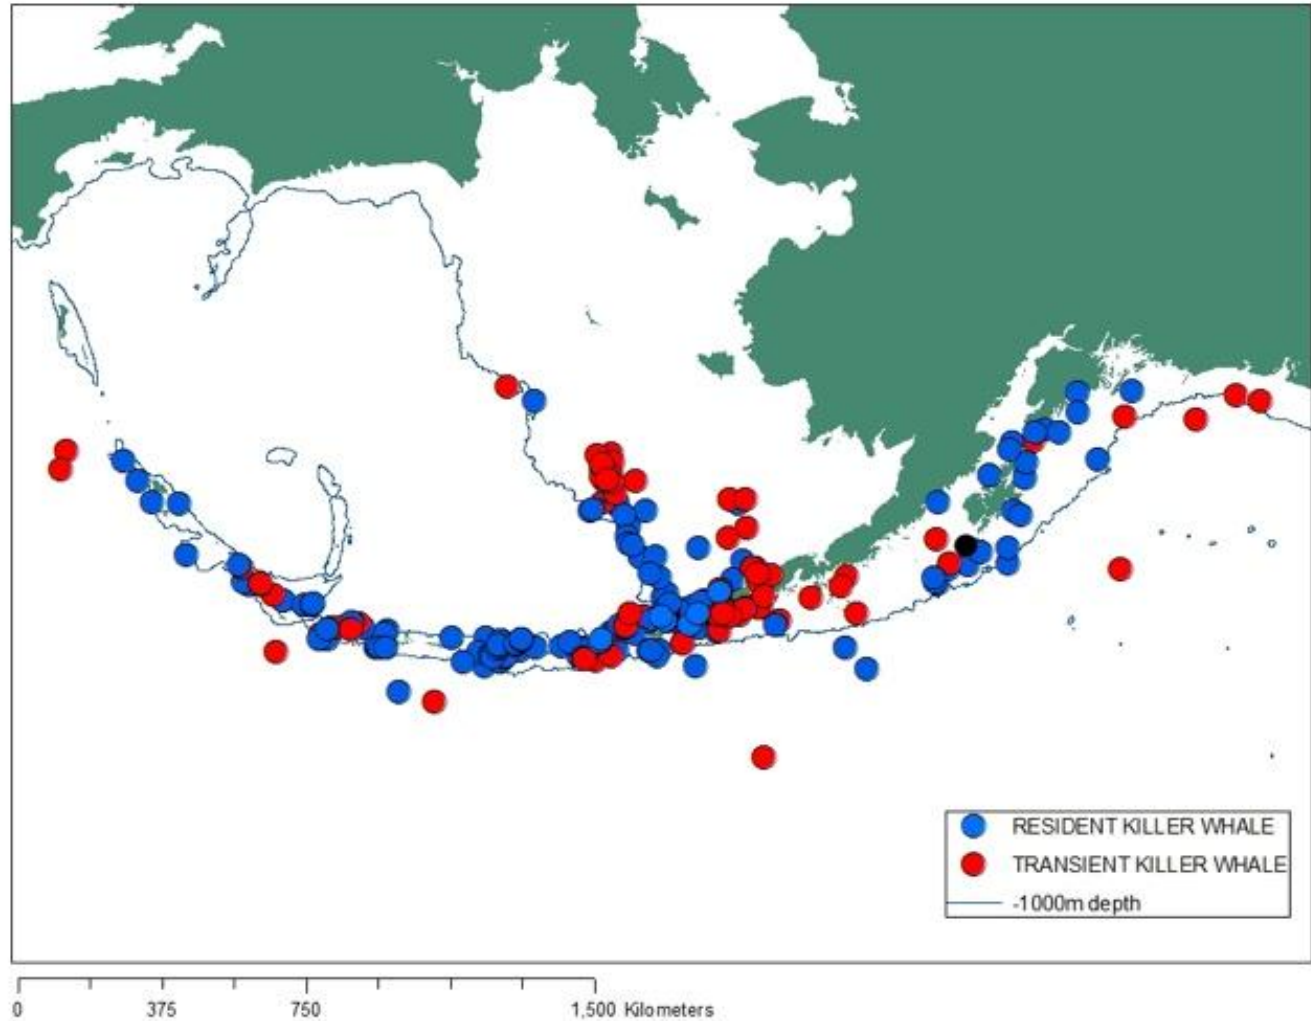 RESIDENT KILLER WHALE
TRANSIENT KILLER WHALE
-1000m depth
0 375 750 1,500 Kilometers